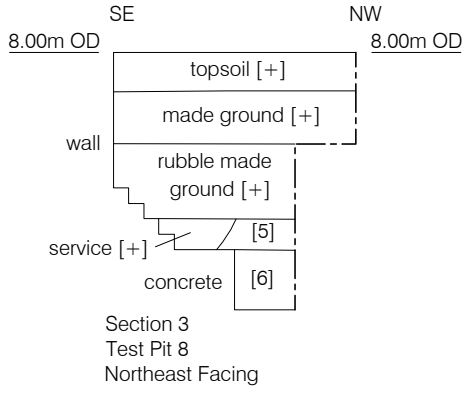 SE NW
8.00m OD 8.00m OD
topsoil [+]
made ground [+]
wall
rubble made
ground [+]
[5]
service [+]
concrete [6]
Section 3
Test Pit 8
Northeast Facing